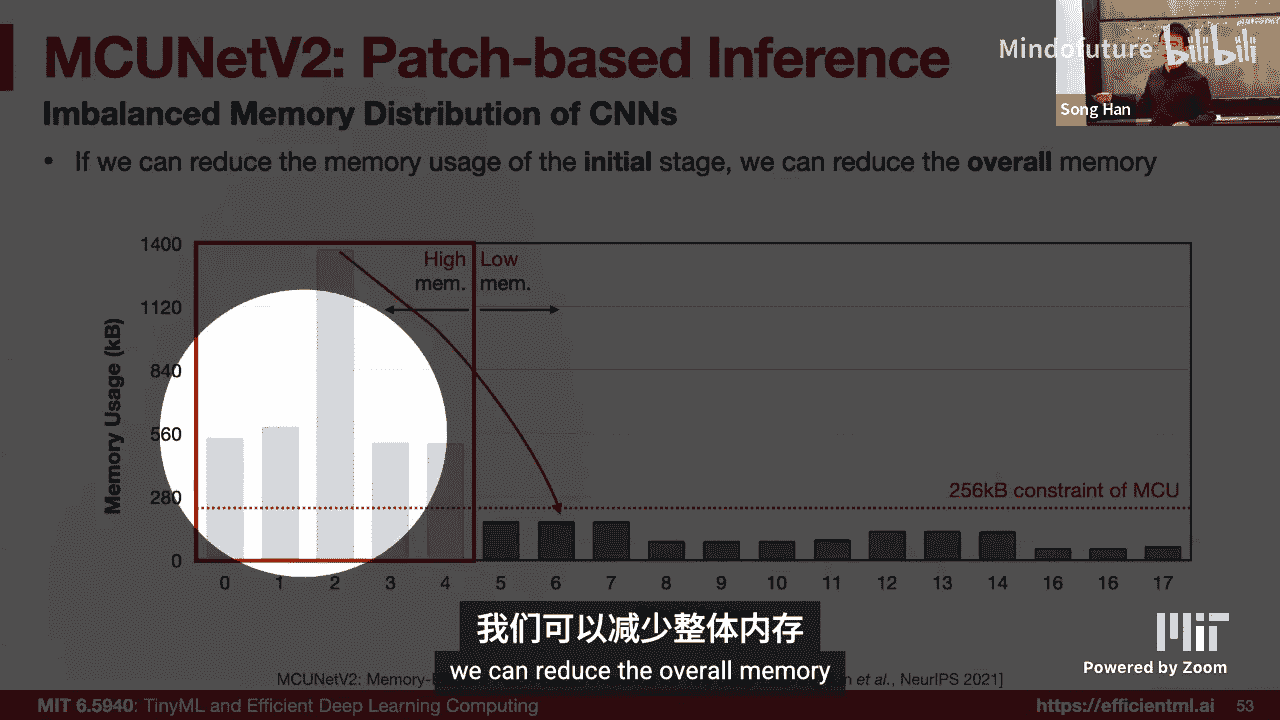 MCUNetV2: Patch-based Inference
Mindofuture bilibili
Song Han
Imbalanced Memory Distribution of CNNs
• If we can reduce the memory usage of the initial stage, we can reduce the overall memory
Memory Usage (kB)
1400
1120
840
560
280
0
High Low
mem. mem.
256kB constraint of MCU
0 1 2 3 4 5 6 7 8 9 10 11 12 13 14 16 16 17
我们可以减少整体内存
we can reduce the overall memory
MCUNetV2: et al., NeurIPS 2021]
MIT
Powered by Zoom
MIT 6.5940: TinyML and Efficient Deep Learning Computing
https://efficientml.ai
53